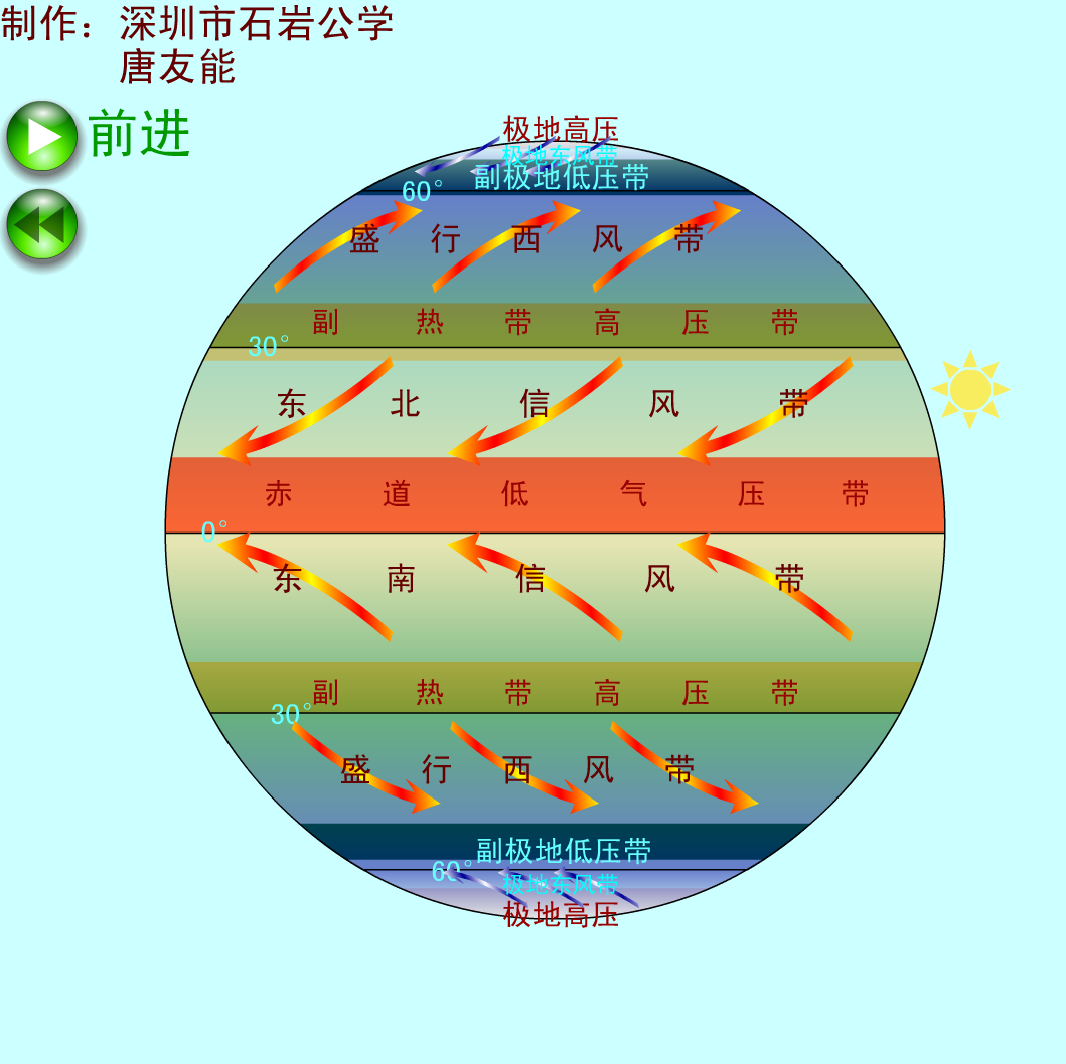 制作：深圳市石岩公学
唐友能
前进
极地高压
极地东风带
副极地低压带
60°
盛行西风带
副热带高压带
30°
东北信风带
赤道低气压带
0°
东南信风带
副热带高压带
30°
盛行西风带
副极地低压带
60°
极地东风带
极地高压